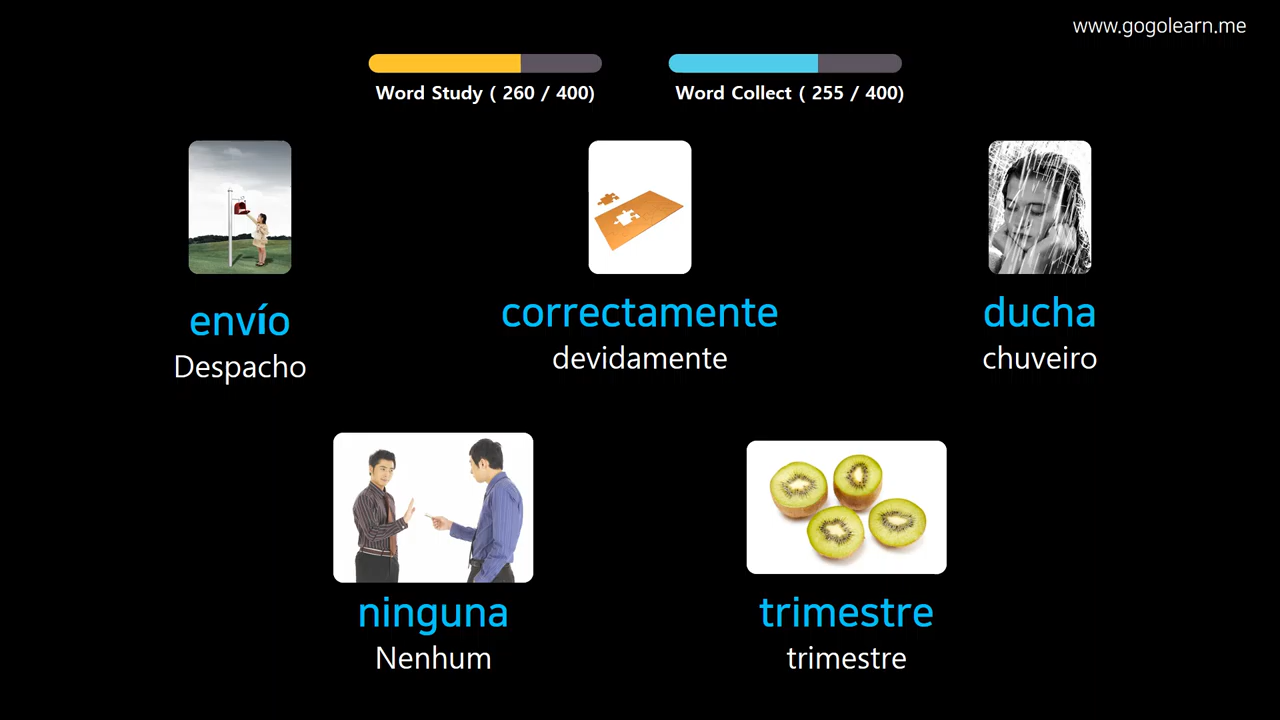 www.gogolearn.me
Word Study ( 260 / 400)
Word Collect ( 255 / 400)
envío
Despacho
correctamente
devidamente
ducha
chuveiro
ninguna
Nenhum
trimestre
trimestre